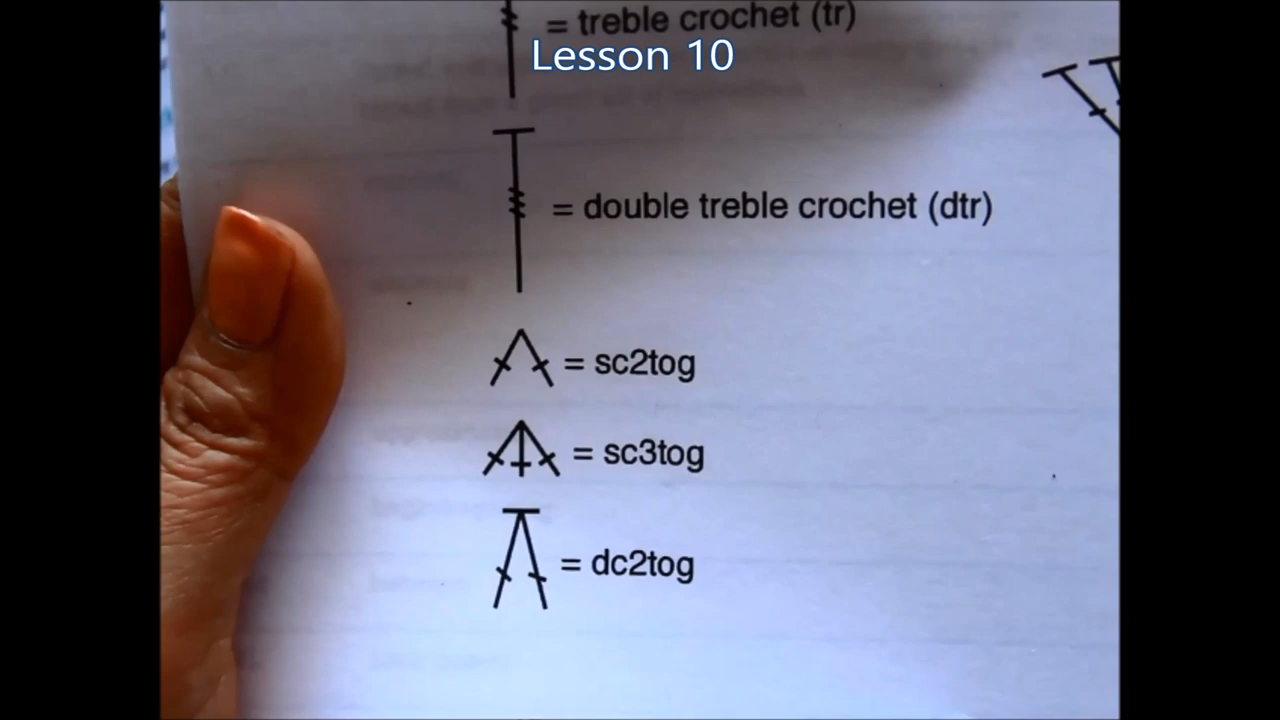 = treble crochet (tr)
Lesson 10
= double treble crochet (dtr)
= sc2tog
= sc3tog
= dc2tog